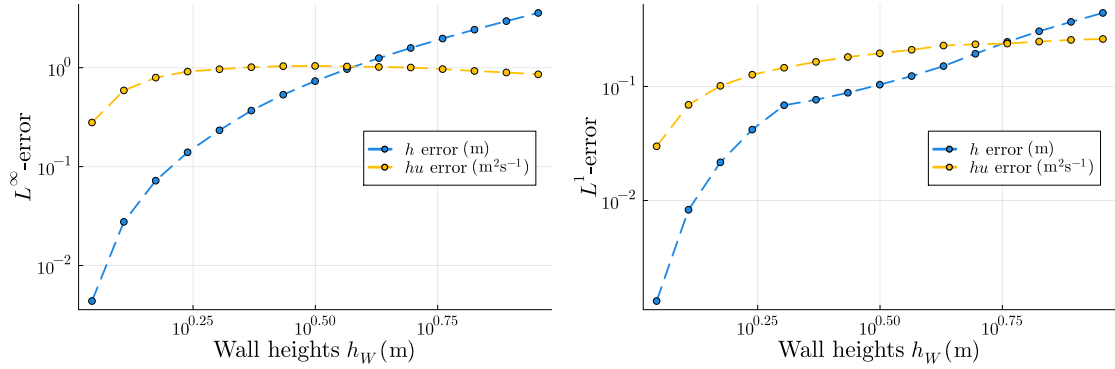 10⁰
10⁻¹
10⁻²
L^∞-error
h error (m)
hu error (m²s⁻¹)
10^0.25
10^0.50
10^0.75
Wall heights h_W (m)
10⁻¹
10⁻²
L¹-error
h error (m)
hu error (m²s⁻¹)
10^0.25
10^0.50
10^0.75
Wall heights h_W (m)